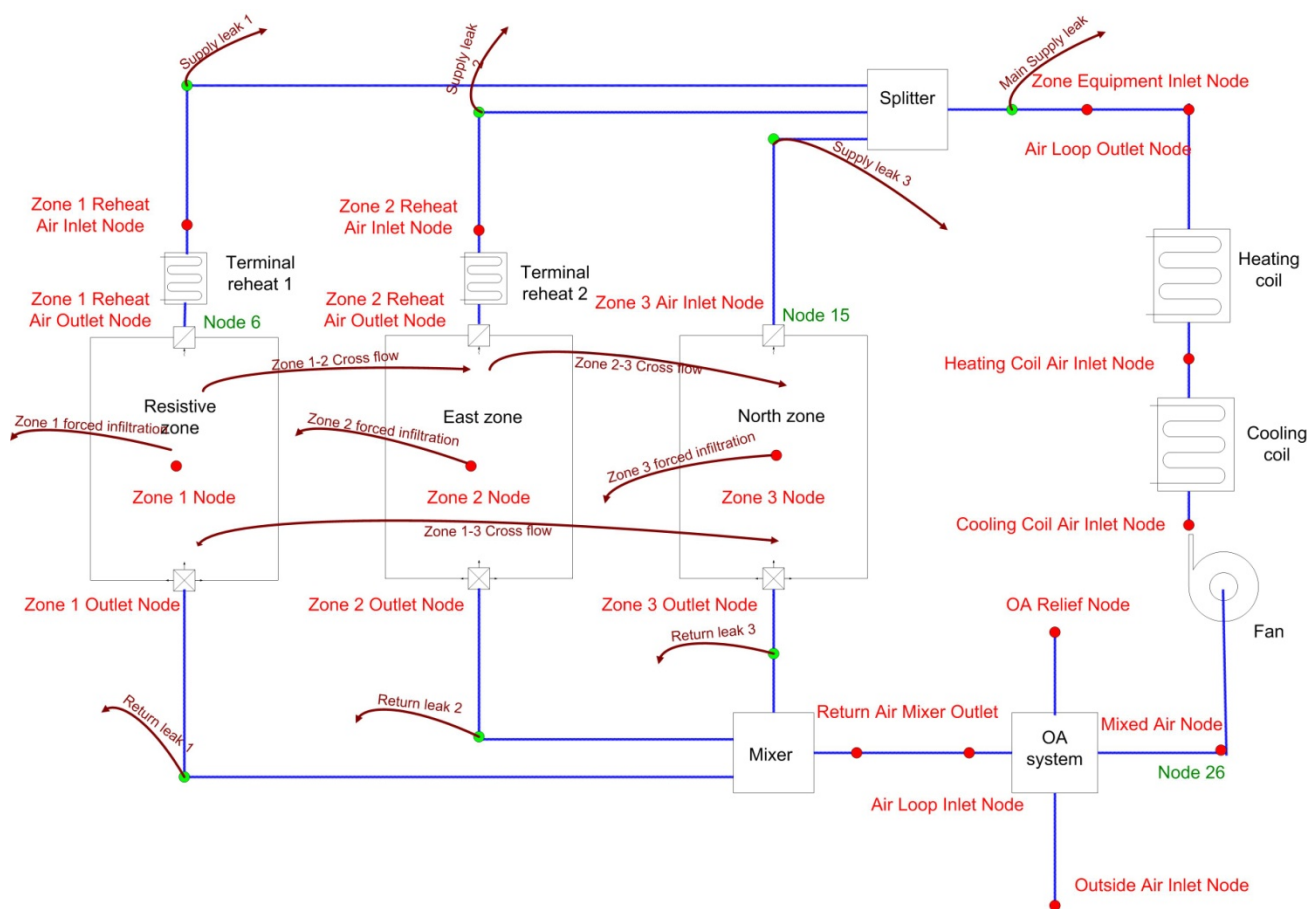 Supply leak 1
Supply leak
2
Main Supply leak
Splitter
Zone Equipment Inlet Node
Air Loop Outlet Node
Supply leak 3
Zone 1 Reheat
Air Inlet Node
Zone 2 Reheat
Air Inlet Node
Terminal
reheat 1
Terminal
reheat 2
Heating
coil
Zone 1 Reheat
Air Outlet Node
Node 6
Zone 2 Reheat
Air Outlet Node
Zone 3 Air Inlet Node
Node 15
Zone 1-2 Cross flow
Zone 2-3 Cross flow
Heating Coil Air Inlet Node
Resistive
zone
East zone
North zone
Zone 1 forced infiltration
Zone 2 forced infiltration
Zone 3 forced infiltration
Cooling
coil
Zone 1 Node
Zone 2 Node
Zone 3 Node
Zone 1-3 Cross flow
Cooling Coil Air Inlet Node
Zone 1 Outlet Node
Zone 2 Outlet Node
Zone 3 Outlet Node
OA Relief Node
Fan
Return leak 3
Return leak 1
Return leak 2
Return Air Mixer Outlet
Mixed Air Node
Mixer
OA
system
Node 26
Air Loop Inlet Node
Outside Air Inlet Node